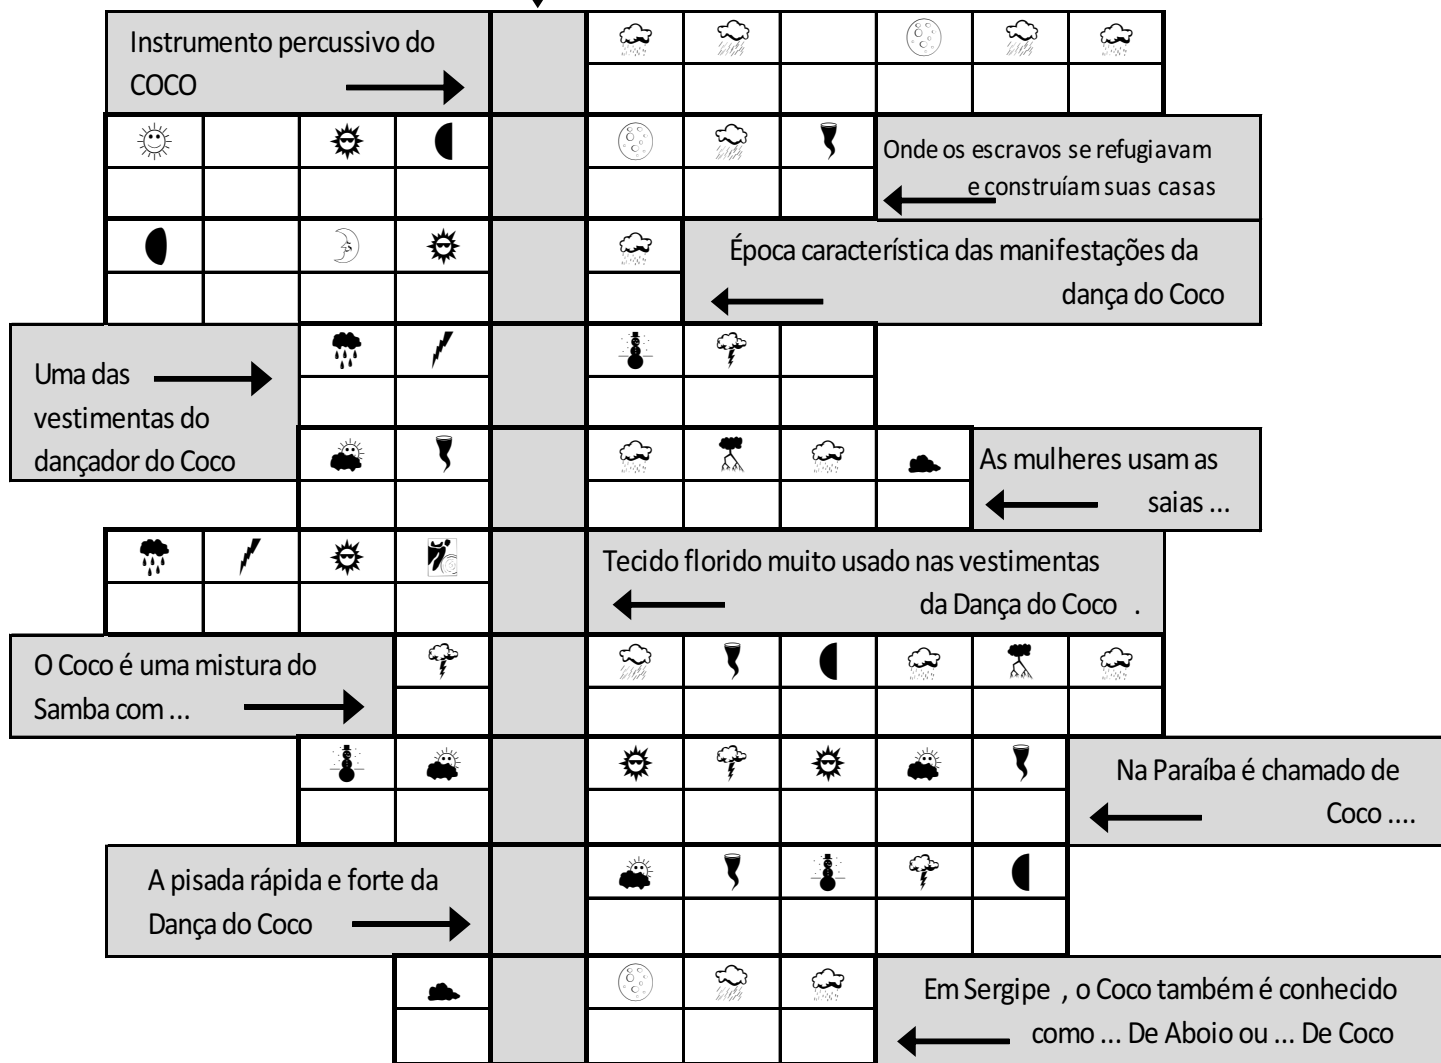 Instrumento percussivo do
COCO
Onde os escravos se refugiavam
e construíam suas casas
Época característica das manifestações da
dança do Coco
Uma das
vestimentas do
dançador do Coco
As mulheres usam as
saias ...
Tecido florido muito usado nas vestimentas
da Dança do Coco .
O Coco é uma mistura do
Samba com ...
Na Paraíba é chamado de
Coco ....
A pisada rápida e forte da
Dança do Coco
Em Sergipe , o Coco também é conhecido
como ... De Aboio ou ... De Coco